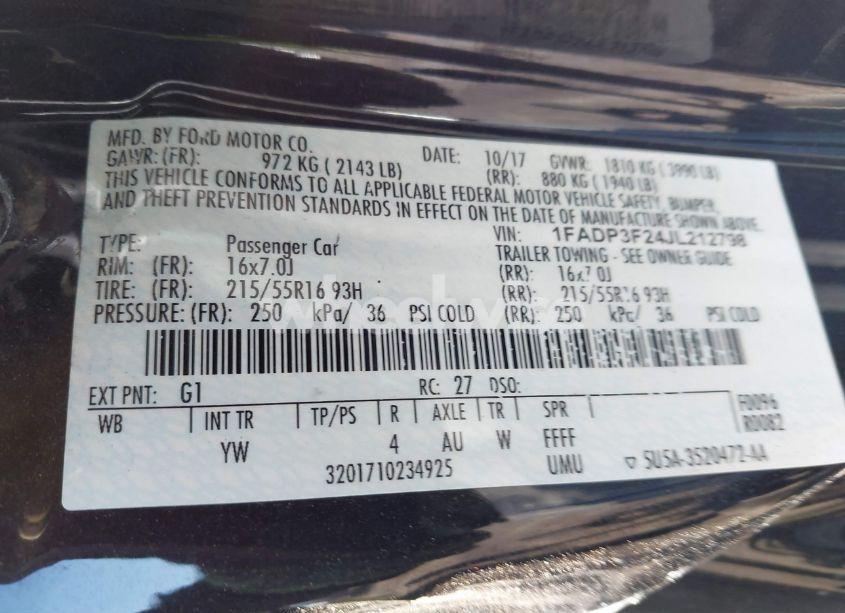 MFD. BY FORD MOTOR CO. DATE: 10/17 GVWR: 1810 KG ( 3990 LB)
GAWR: (FR): 972 KG ( 2143 LB) (RR): 880 KG ( 1940 LB)
THIS VEHICLE CONFORMS TO ALL APPLICABLE FEDERAL MOTOR VEHICLE SAFETY, BUMPER,
AND THEFT PREVENTION STANDARDS IN EFFECT ON THE DATE OF MANUFACTURE SHOWN ABOVE
VIN: 1FADP3F24JL212798
TYPE: Passenger Car TRAILER TOWING - SEE OWNER GUIDE
RIM: (FR): 16x7.0J (RR): 16x7.0J
TIRE: (FR): 215/55R16 93H (RR): 215/55R16 93H
PRESSURE: (FR): 250 kPa/ 36 PSI COLD (RR): 250 kPa/ 36 PSI COLD
EXT PNT: G1 RC: 27 DSO:
WB INT TR TP/PS R AXLE TR SPR F0096
YW 4 AU W FFFF R0082
3201710234925 UMU ▽ 5U5A-3520472-AA